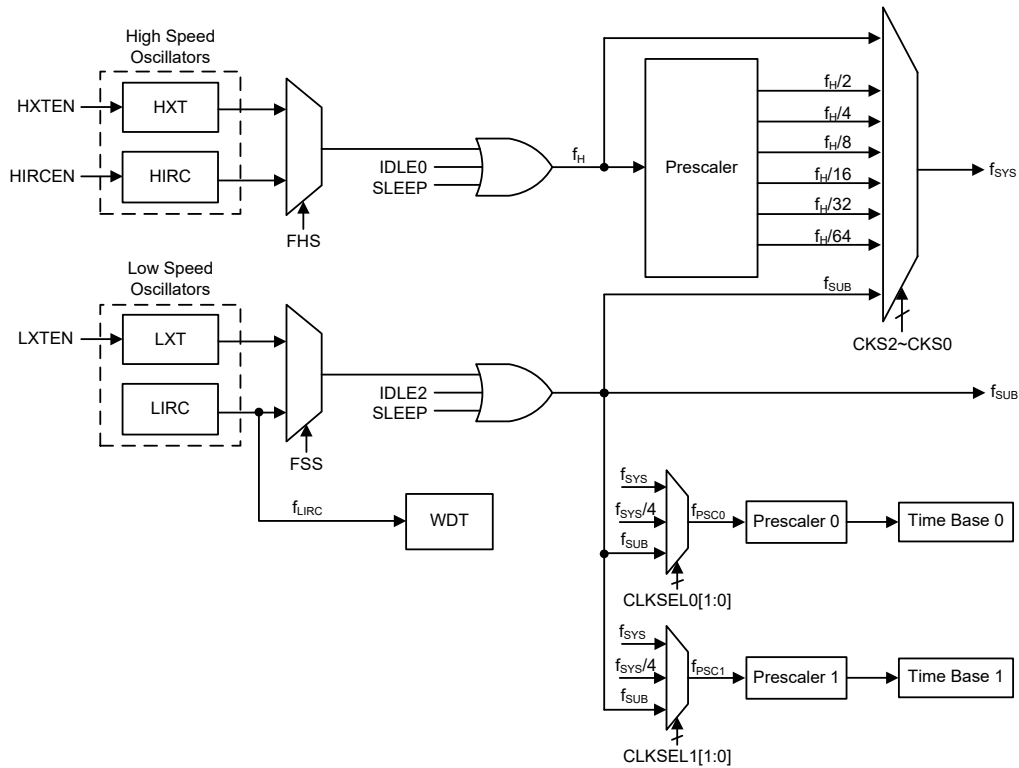 High Speed
Oscillators
HXTEN
HXT
HIRCEN
HIRC
FHS
IDLE0
SLEEP
fH
Prescaler
fH/2
fH/4
fH/8
fH/16
fH/32
fH/64
fSUB
CKS2~CKS0
fSYS
Low Speed
Oscillators
LXTEN
LXT
LIRC
FSS
IDLE2
SLEEP
fSUB
fLIRC
WDT
fSYS
fSYS/4
fSUB
fPSC0
Prescaler 0
Time Base 0
CLKSEL0[1:0]
fSYS
fSYS/4
fSUB
fPSC1
Prescaler 1
Time Base 1
CLKSEL1[1:0]